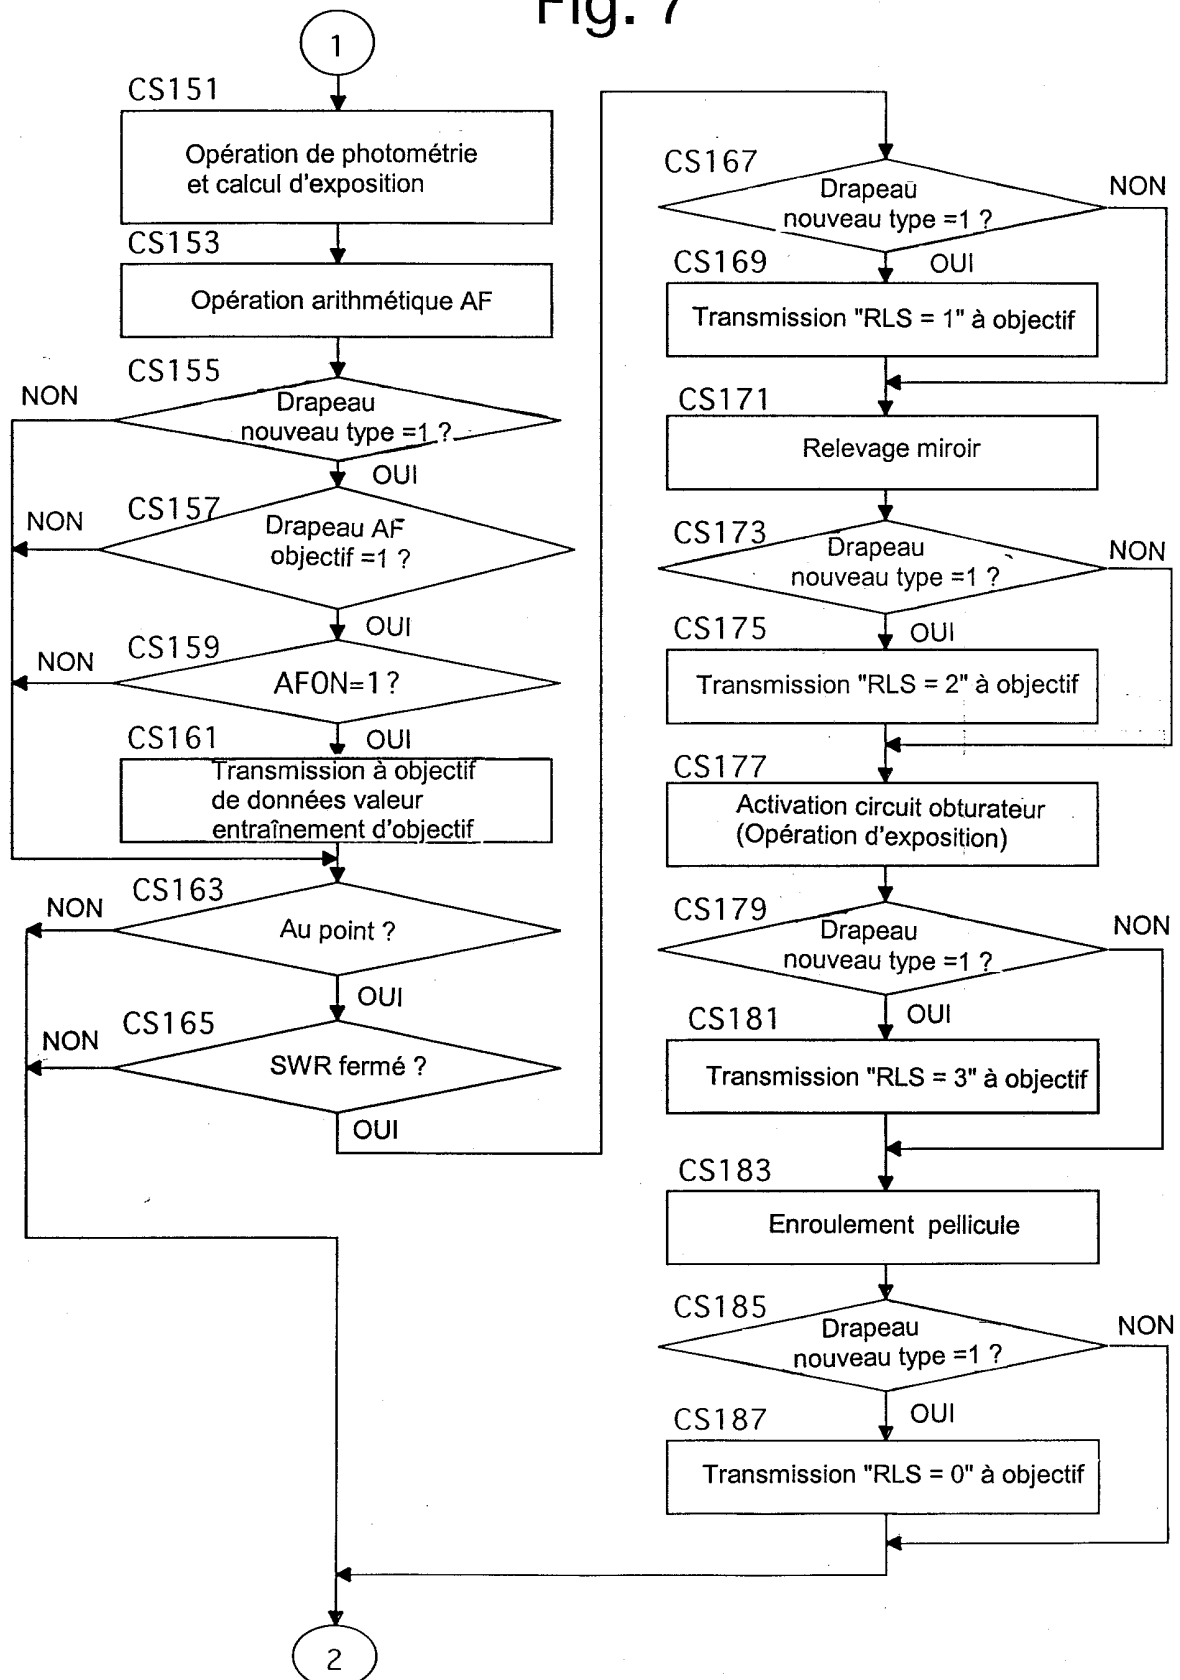 Fig. 7
1
CS151
Opération de photométrie
et calcul d'exposition
CS153
Opération arithmétique AF
CS155
NON
Drapeau
nouveau type =1 ?
OUI
CS157
NON
Drapeau AF
objectif =1 ?
OUI
CS159
NON
AFON=1?
OUI
CS161
Transmission à objectif
de données valeur
entraînement d'objectif
CS163
NON
Au point ?
OUI
CS165
NON
SWR fermé ?
OUI
CS167
Drapeau
nouveau type =1 ?
NON
OUI
CS169
Transmission "RLS = 1" à objectif
CS171
Relevage miroir
CS173
Drapeau
nouveau type =1 ?
NON
OUI
CS175
Transmission "RLS = 2" à objectif
CS177
Activation circuit obturateur
(Opération d'exposition)
CS179
Drapeau
nouveau type =1 ?
NON
OUI
CS181
Transmission "RLS = 3" à objectif
CS183
Enroulement pellicule
CS185
Drapeau
nouveau type =1 ?
NON
OUI
CS187
Transmission "RLS = 0" à objectif
2